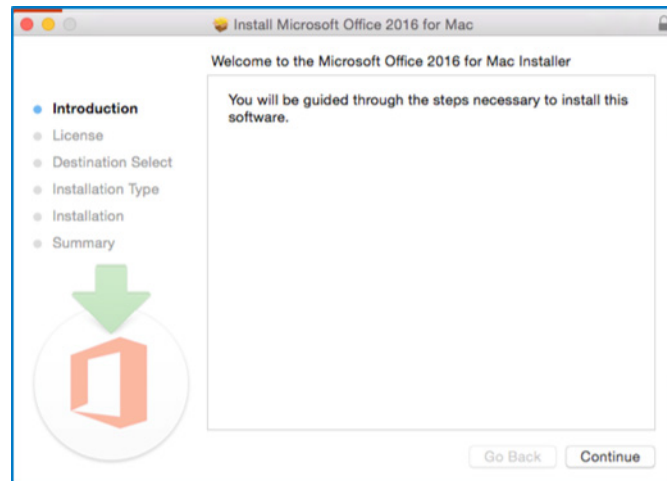 Install Microsoft Office 2016 for Mac
Welcome to the Microsoft Office 2016 for Mac Installer
Introduction
License
Destination Select
Installation Type
Installation
Summary
You will be guided through the steps necessary to install this
software.
Go Back
Continue